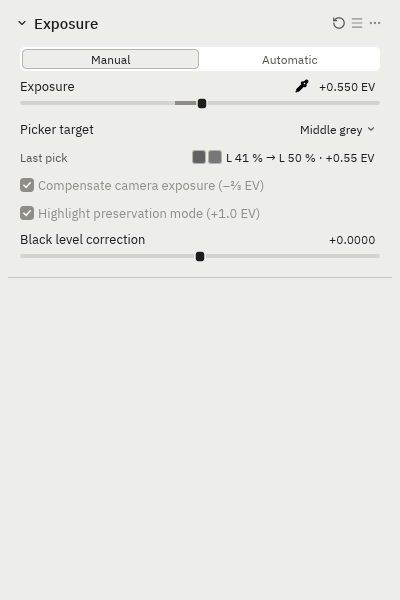 Exposure
Manual Automatic
Exposure +0.550 EV
Picker target Middle grey
Last pick L 41 % → L 50 % · +0.55 EV
Compensate camera exposure (−⅔ EV)
Highlight preservation mode (+1.0 EV)
Black level correction +0.0000